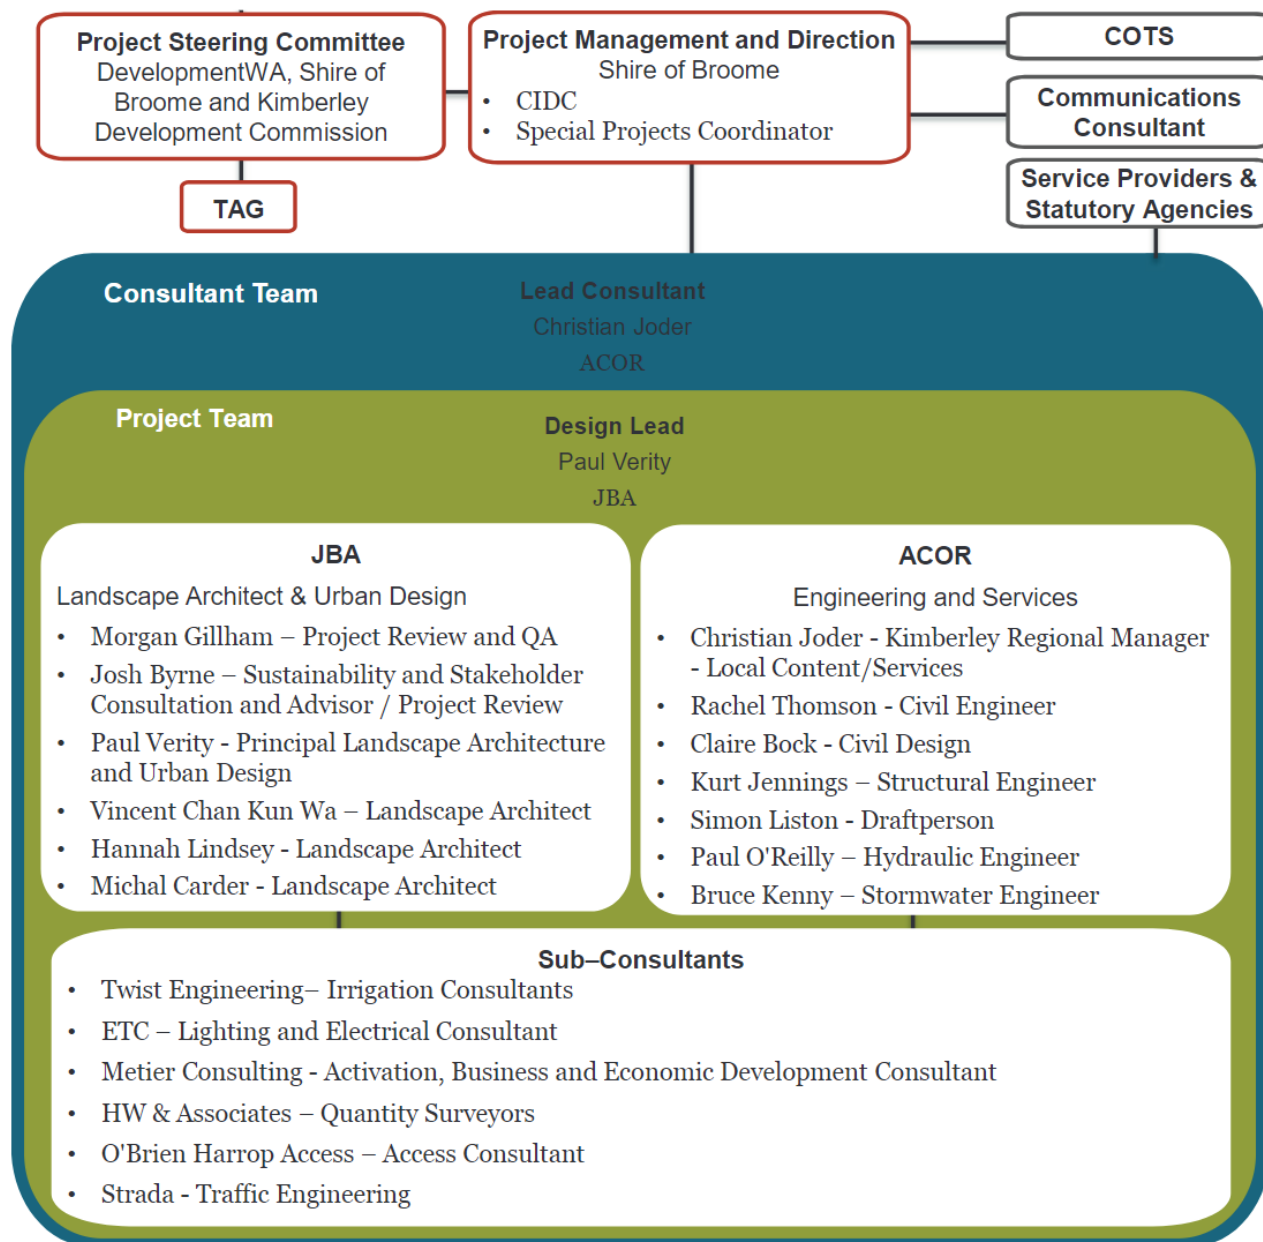 Project Steering Committee
DevelopmentWA, Shire of
Broome and Kimberley
Development Commission
Project Management and Direction
Shire of Broome
• CIDC
• Special Projects Coordinator
COTS
Communications
Consultant
Service Providers &
Statutory Agencies
TAG
Consultant Team
Lead Consultant
Christian Joder
ACOR
Project Team
Design Lead
Paul Verity
JBA
JBA
Landscape Architect & Urban Design
• Morgan Gillham – Project Review and QA
• Josh Byrne – Sustainability and Stakeholder
Consultation and Advisor / Project Review
• Paul Verity - Principal Landscape Architecture
and Urban Design
• Vincent Chan Kun Wa – Landscape Architect
• Hannah Lindsey - Landscape Architect
• Michal Carder - Landscape Architect
ACOR
Engineering and Services
• Christian Joder - Kimberley Regional Manager
- Local Content/Services
• Rachel Thomson - Civil Engineer
• Claire Bock - Civil Design
• Kurt Jennings – Structural Engineer
• Simon Liston - Draftperson
• Paul O'Reilly – Hydraulic Engineer
• Bruce Kenny – Stormwater Engineer
Sub–Consultants
• Twist Engineering– Irrigation Consultants
• ETC – Lighting and Electrical Consultant
• Metier Consulting - Activation, Business and Economic Development Consultant
• HW & Associates – Quantity Surveyors
• O'Brien Harrop Access – Access Consultant
• Strada - Traffic Engineering